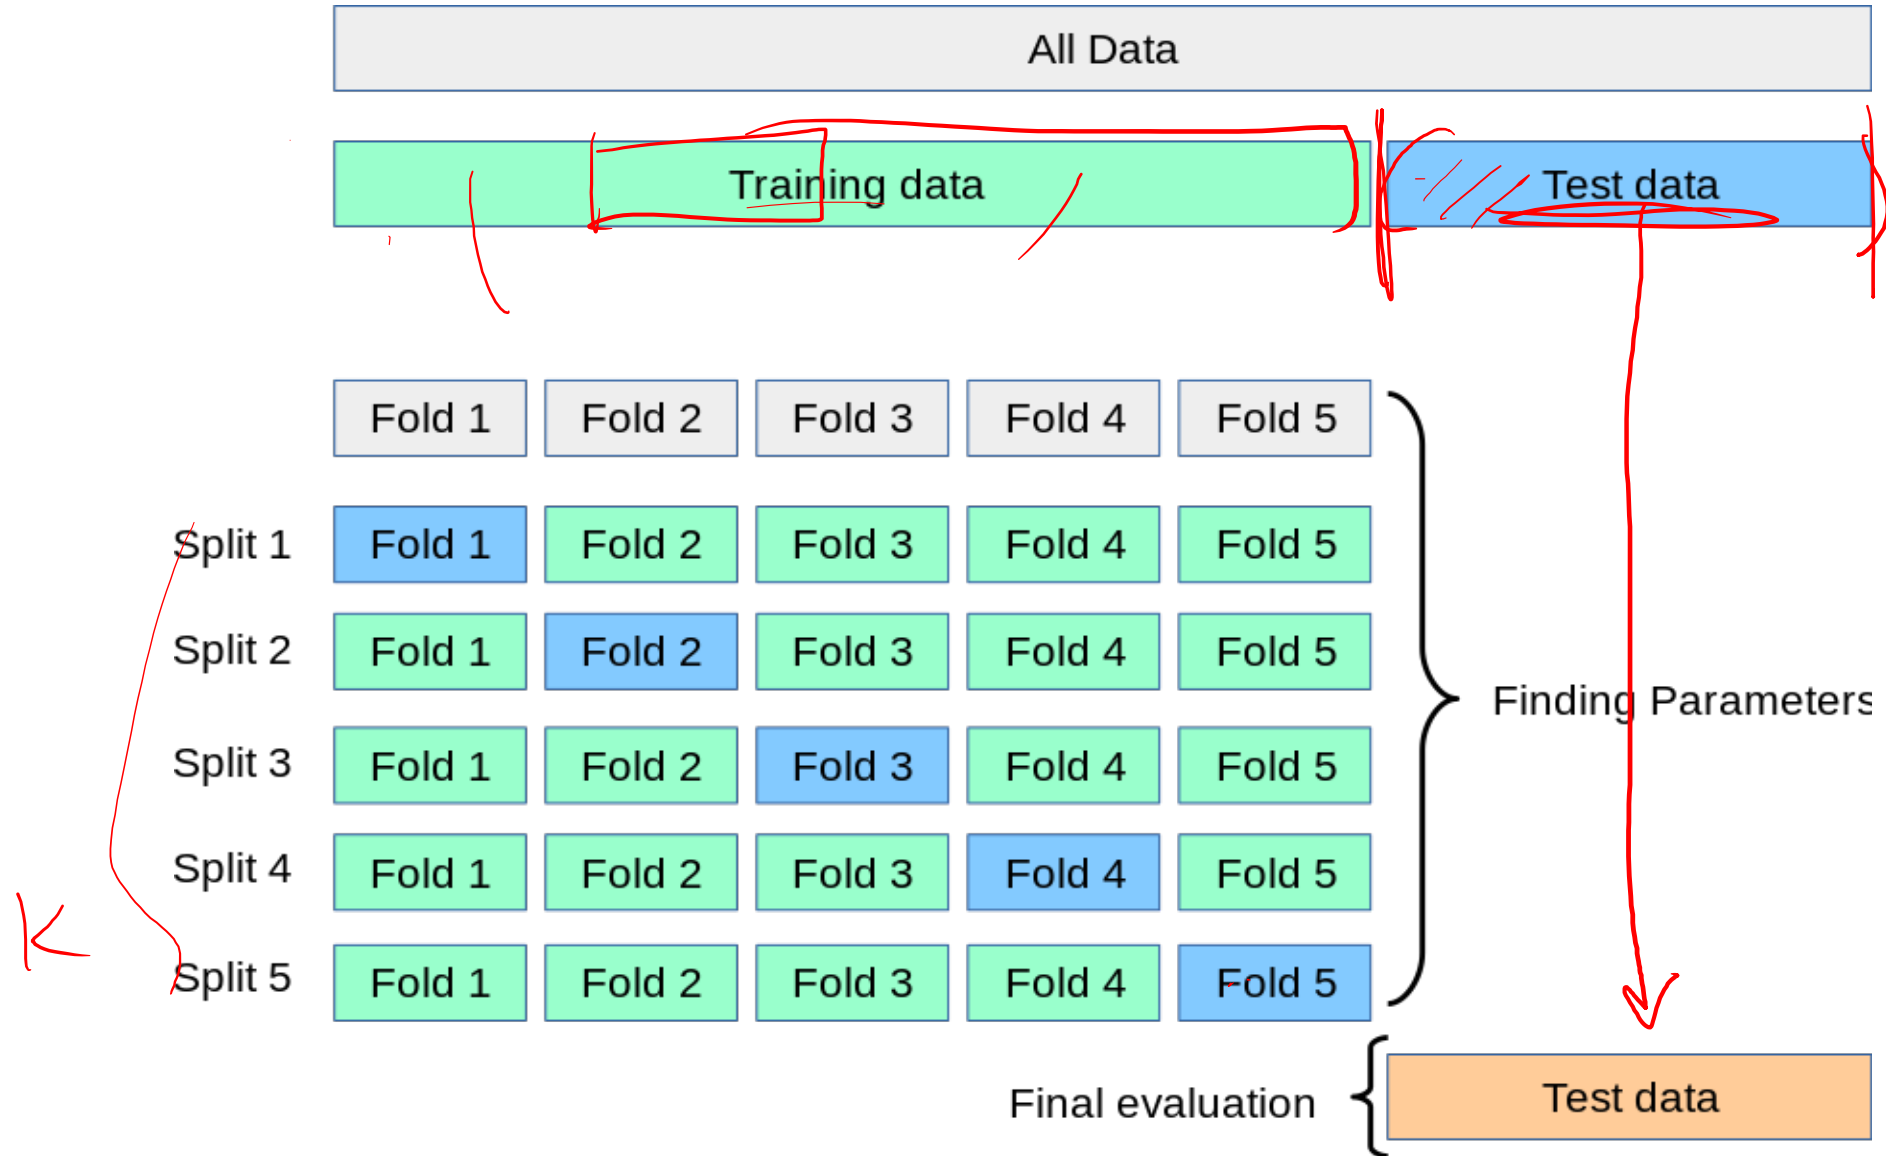 All Data
Training data Test data
Fold 1 Fold 2 Fold 3 Fold 4 Fold 5
Split 1 Fold 1 Fold 2 Fold 3 Fold 4 Fold 5
Split 2 Fold 1 Fold 2 Fold 3 Fold 4 Fold 5
Finding Parameters
Split 3 Fold 1 Fold 2 Fold 3 Fold 4 Fold 5
Split 4 Fold 1 Fold 2 Fold 3 Fold 4 Fold 5
K
Split 5 Fold 1 Fold 2 Fold 3 Fold 4 Fold 5
Final evaluation Test data